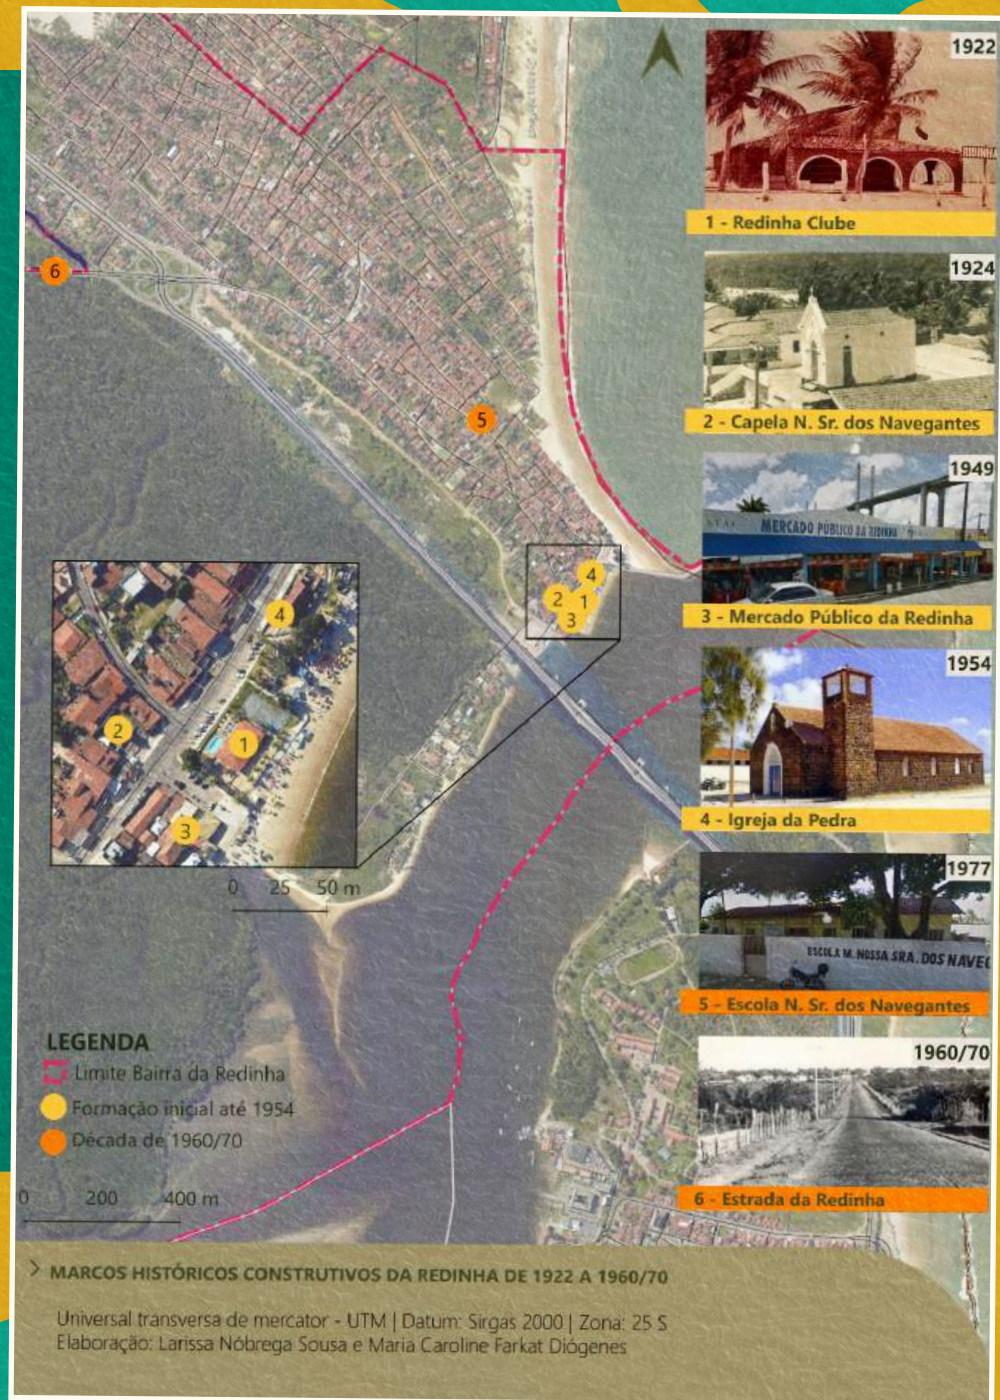 1922
REDINHA
1 - Redinha Clube
1924
2 - Capela N. Sr. dos Navegantes
1949
MERCADO PÚBLICO DA REDINHA
3 - Mercado Público da Redinha
1954
4 - Igreja da Pedra
1977
ESCOLA M. NOSSA SRA. DOS NAVEG
5 - Escola N. Sr. dos Navegantes
1960/70
6 - Estrada da Redinha
6
5
4
2
1
3
4
2
1
3
0 25 50 m
LEGENDA
Limite Bairra da Redinha
Formação inicial até 1954
Década de 1960/70
0 200 400 m
> MARCOS HISTÓRICOS CONSTRUTIVOS DA REDINHA DE 1922 A 1960/70
Universal transversa de mercator - UTM | Datum: Sirgas 2000 | Zona: 25 S
Elaboração: Larissa Nóbrega Sousa e Maria Caroline Farkat Diógenes